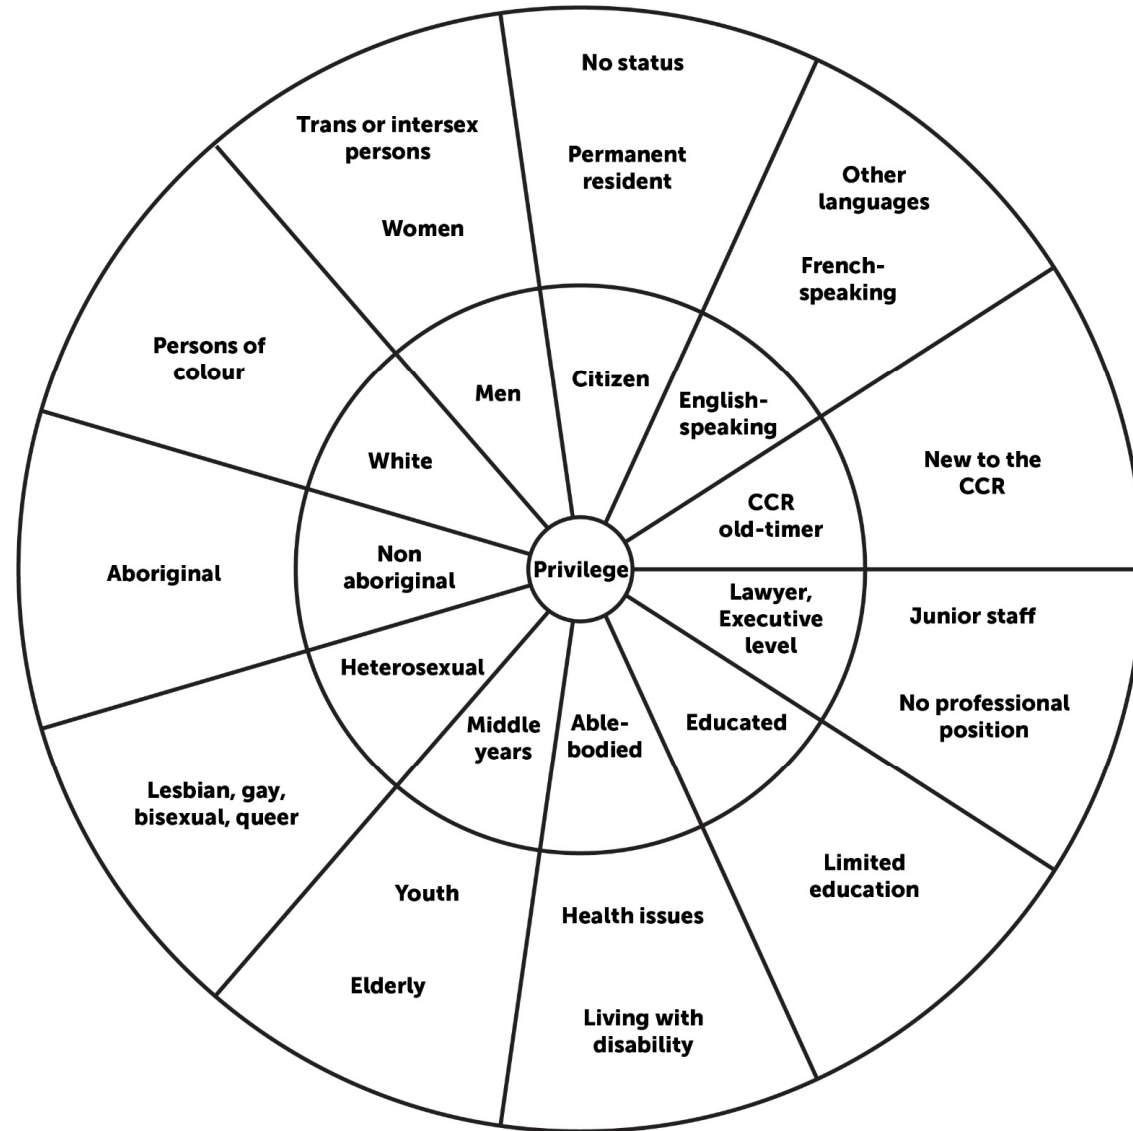 No status
Trans or intersex
persons
Permanent
resident
Other
languages
Women
French-
speaking
Persons of
colour
Men
Citizen
English-
speaking
White
New to the
CCR
CCR
old-timer
Aboriginal
Non
aboriginal
Privilege
Lawyer,
Executive
level
Junior staff
Heterosexual
Middle
years
Able-
bodied
Educated
No professional
position
Lesbian, gay,
bisexual, queer
Youth
Health issues
Limited
education
Elderly
Living with
disability